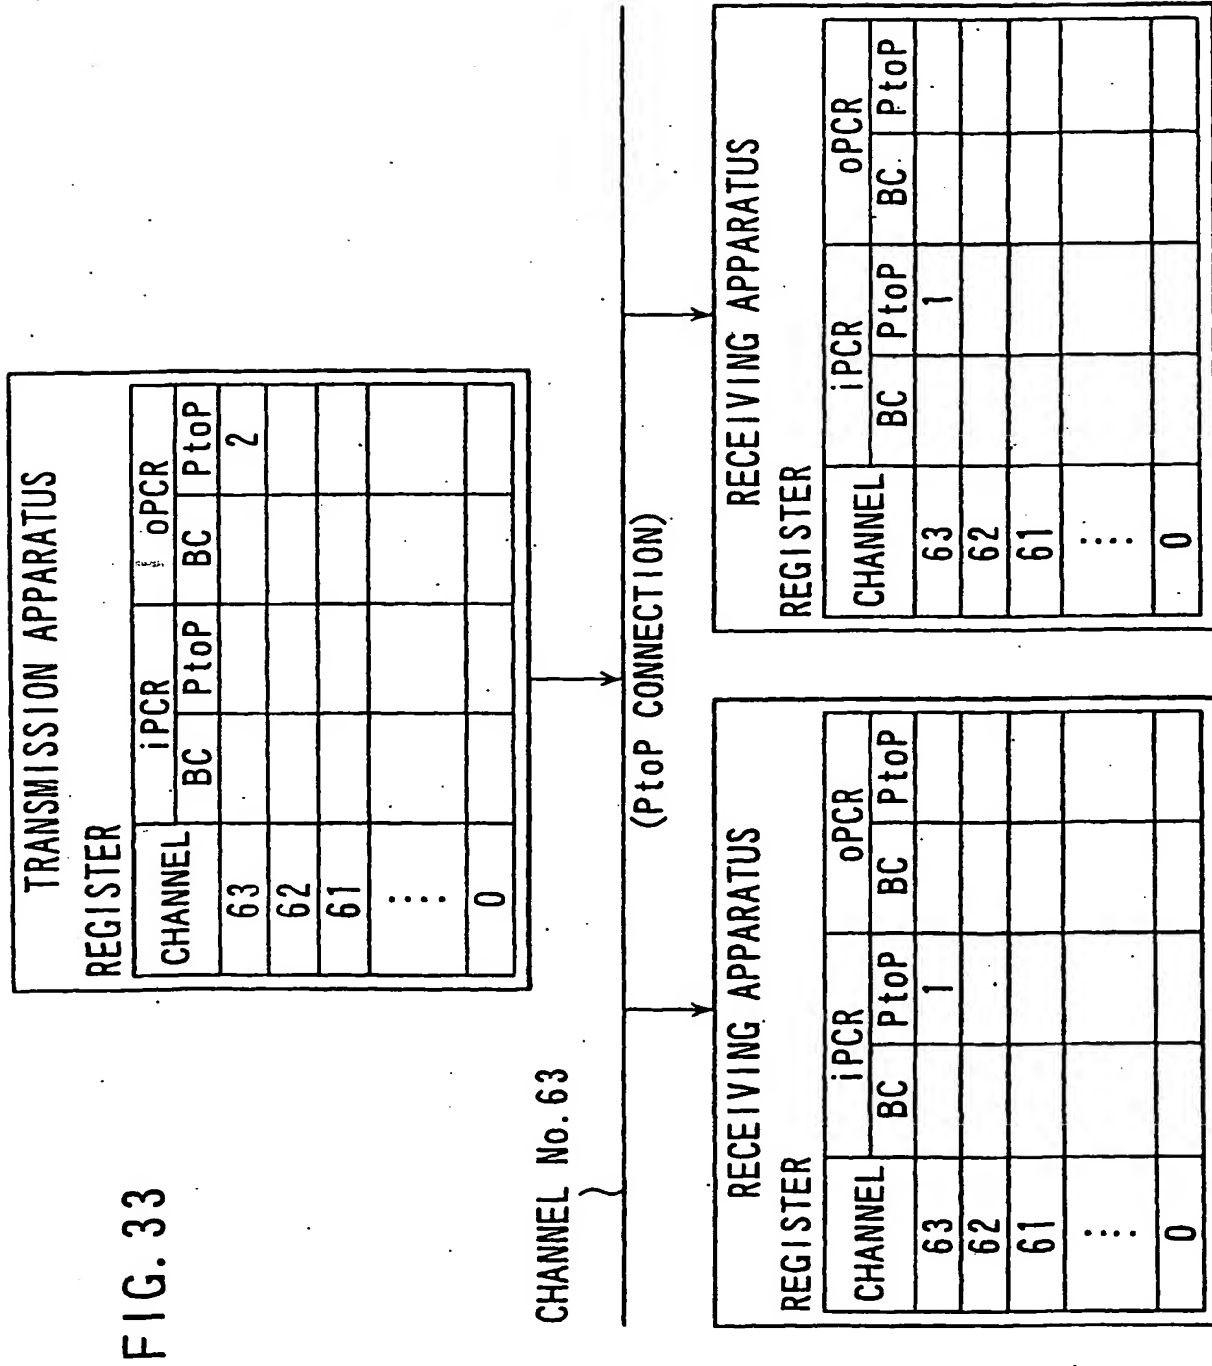 FIG. 33
TRANSMISSION APPARATUS
REGISTER
CHANNEL iPCR oPCR
BC PtoP BC PtoP
63 2
62
61
....
0
CHANNEL No. 63
(PtoP CONNECTION)
RECEIVING APPARATUS
REGISTER
CHANNEL iPCR oPCR
BC PtoP BC PtoP
63 1
62
61
....
0
RECEIVING APPARATUS
REGISTER
CHANNEL iPCR oPCR
BC PtoP BC PtoP
63 1
62
61
....
0